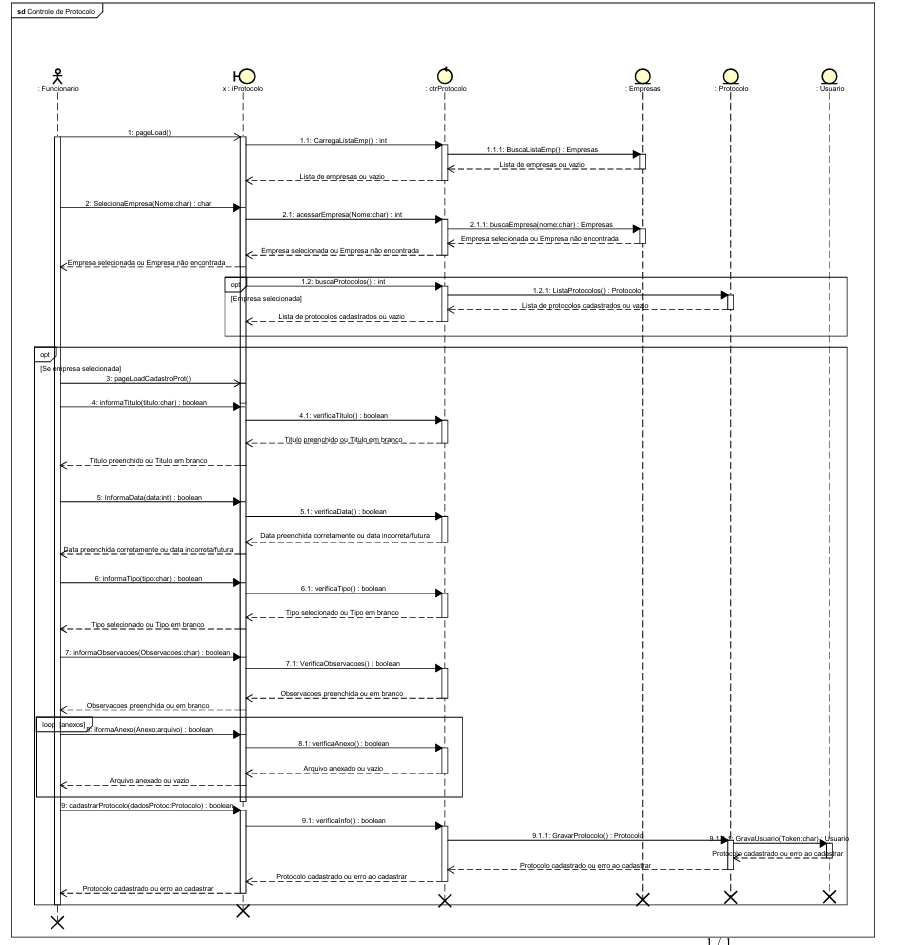 sd Controle de Protocolo
: Funcionario
x : iProtocolo
: ctrProtocolo
: Empresas
: Protocolo
: Usuario
1: pageLoad()
1.1: CarregaListaEmp() : int
1.1.1: BuscaListaEmp() : Empresas
Lista de empresas ou vazio
Lista de empresas ou vazio
2: SelecionaEmpresa(Nome:char) : char
2.1: acessarEmpresa(Nome:char) : int
2.1.1: buscaEmpresa(nome:char) : Empresas
Empresa selecionada ou Empresa não encontrada
Empresa selecionada ou Empresa não encontrada
Empresa selecionada ou Empresa não encontrada
opt
1.2: buscaProtocolos() : int
1.2.1: ListaProtocolos() : Protocolo
[Empresa selecionada]
Lista de protocolos cadastrados ou vazio
Lista de protocolos cadastrados ou vazio
opt
[Se empresa selecionada]
3: pageLoadCadastroProt()
4: informaTitulo(titulo:char) : boolean
4.1: verificaTitulo() : boolean
Titulo preenchido ou Titulo em branco
Titulo preenchido ou Titulo em branco
5: InformaData(data:int) : boolean
5.1: verificaData() : boolean
Data preenchida corretamente ou data incorreta/futura
Data preenchida corretamente ou data incorreta/futura
6: informaTipo(tipo:char) : boolean
6.1: verificaTipo() : boolean
Tipo selecionado ou Tipo em branco
Tipo selecionado ou Tipo em branco
7: informaObservacoes(Observacoes:char) : boolean
7.1: VerificaObservacoes() : boolean
Observacoes preenchida ou em branco
Observacoes preenchida ou em branco
loop [anexos]
8: iformaAnexo(Anexo:arquivo) : boolean
8.1: verificaAnexo() : boolean
Arquivo anexado ou vazio
Arquivo anexado ou vazio
9: cadastrarProtocolo(dadosProtoc:Protocolo) : boolean
9.1: verificaInfo() : boolean
9.1.1: GravarProtocolo() : Protocolo
GravaUsuario(Token:char) : Usuario
Protocolo cadastrado ou erro ao cadastrar
Protocolo cadastrado ou erro ao cadastrar
Protocolo cadastrado ou erro ao cadastrar
Protocolo cadastrado ou erro ao cadastrar
1 / 1